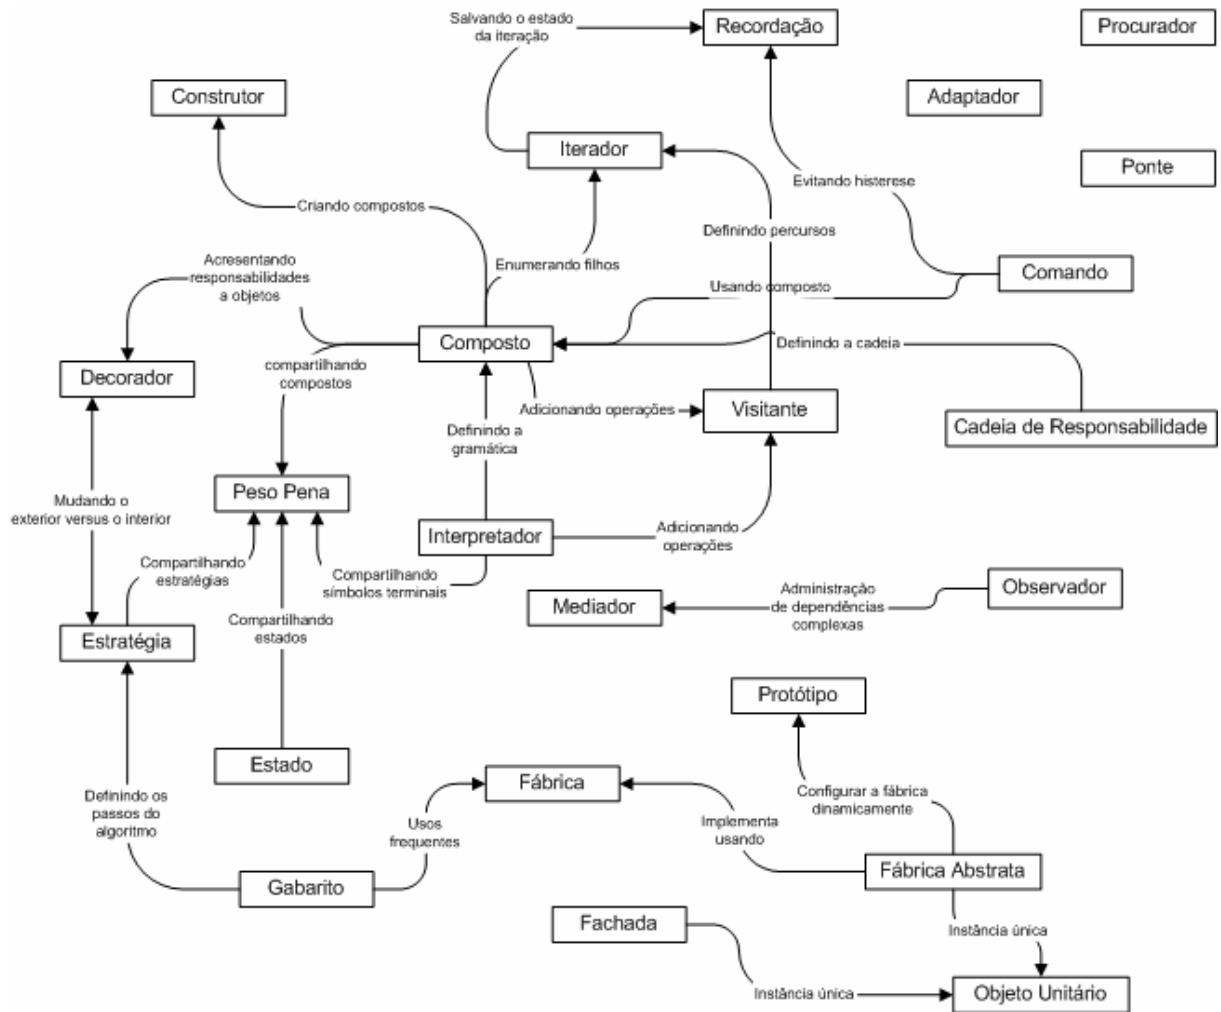 Salvando o estado
da iteração
Recordação
Procurador
Construtor
Adaptador
Iterador
Ponte
Evitando histerese
Criando compostos
Definindo percursos
Acresentando
responsabilidades
a objetos
Enumerando filhos
Comando
Usando composto
Composto
Definindo a cadeia
compartilhando
compostos
Decorador
Adicionando operações
Visitante
Cadeia de Responsabilidade
Definindo a
gramática
Peso Pena
Mudando o
exterior versus o interior
Interpretador
Adicionando
operações
Compartilhando
estratégias
Compartilhando
símbolos terminais
Administração
de dependências
complexas
Observador
Mediador
Compartilhando
estados
Estratégia
Protótipo
Estado
Fábrica
Configurar a fábrica
dinamicamente
Definindo os
passos do
algoritmo
Usos
frequentes
Implementa
usando
Fábrica Abstrata
Gabarito
Fachada
Instância única
Instância única
Objeto Unitário